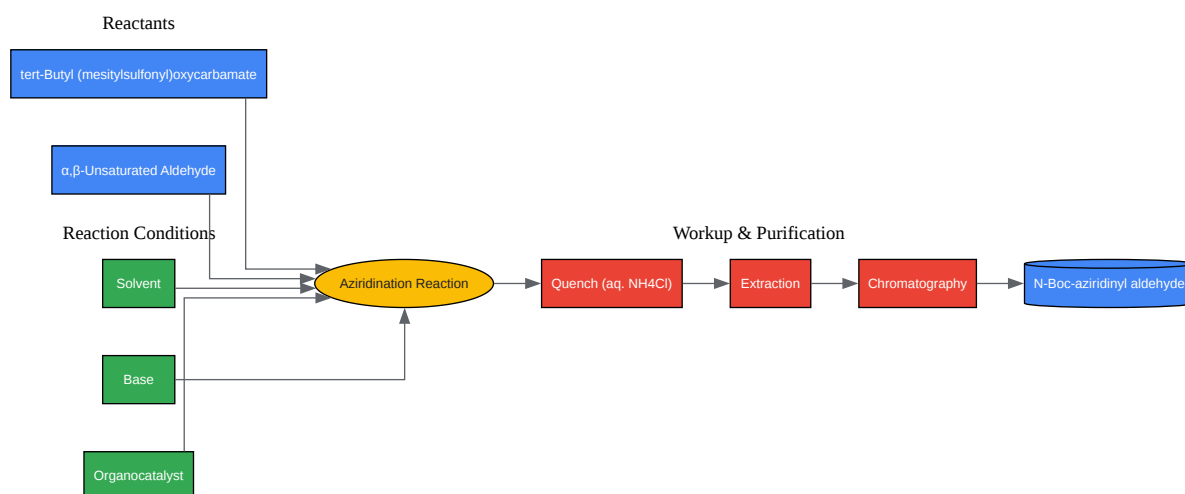 Reactants
tert-Butyl (mesitylsulfonyl)oxycarbamate
α,β-Unsaturated Aldehyde
Reaction Conditions
Solvent
Base
Organocatalyst
Aziridination Reaction
Workup & Purification
Quench (aq. NH4Cl)
Extraction
Chromatography
N-Boc-aziridinyl aldehyde